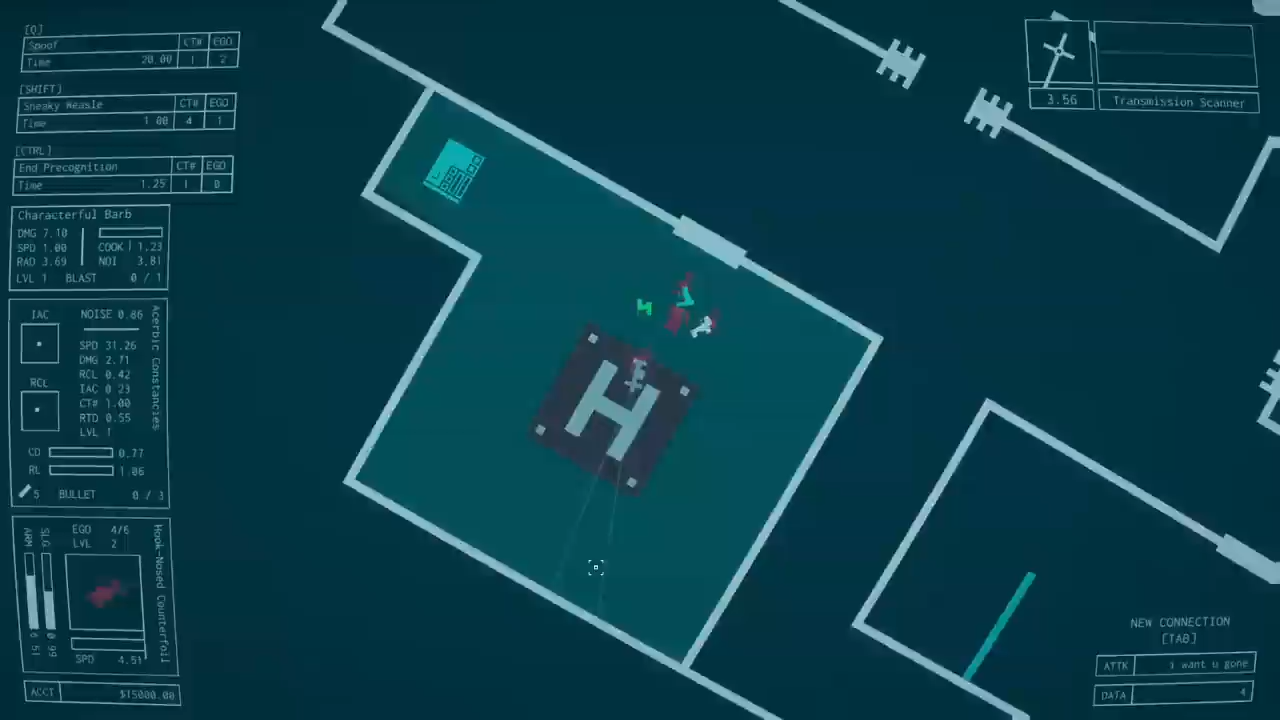 [Q]
Spoof CT# EGO
Time 20.00 1 2
[SHIFT]
Sneaky Weasle CT# EGO
Time 1.00 4 1
[CTRL]
End Precognition CT# EGO
Time 1.25 1 0
Characterful Barb
DMG 7.10
SPD 1.00 COOK 1.23
RAD 3.69 NOI 3.81
LVL 1 BLAST 0 / 1
IAC NOISE 0.86
Acerbic Constancies
SPD 31.26
DMG 2.71
RCL RCL 0.42
IAC 0.23
CT# 1.00
RTD 0.55
LVL 1
CD 0.77
RL 1.06
5 BULLET 0 / 3
ARM SLG EGO 4/6
LVL 2
Hook-Nosed Counterfoil
SPD 4.51
ACCT $15000.00
H
3.56 Transmission Scanner
NEW CONNECTION
[TAB]
ATTK i want u gone
DATA 4